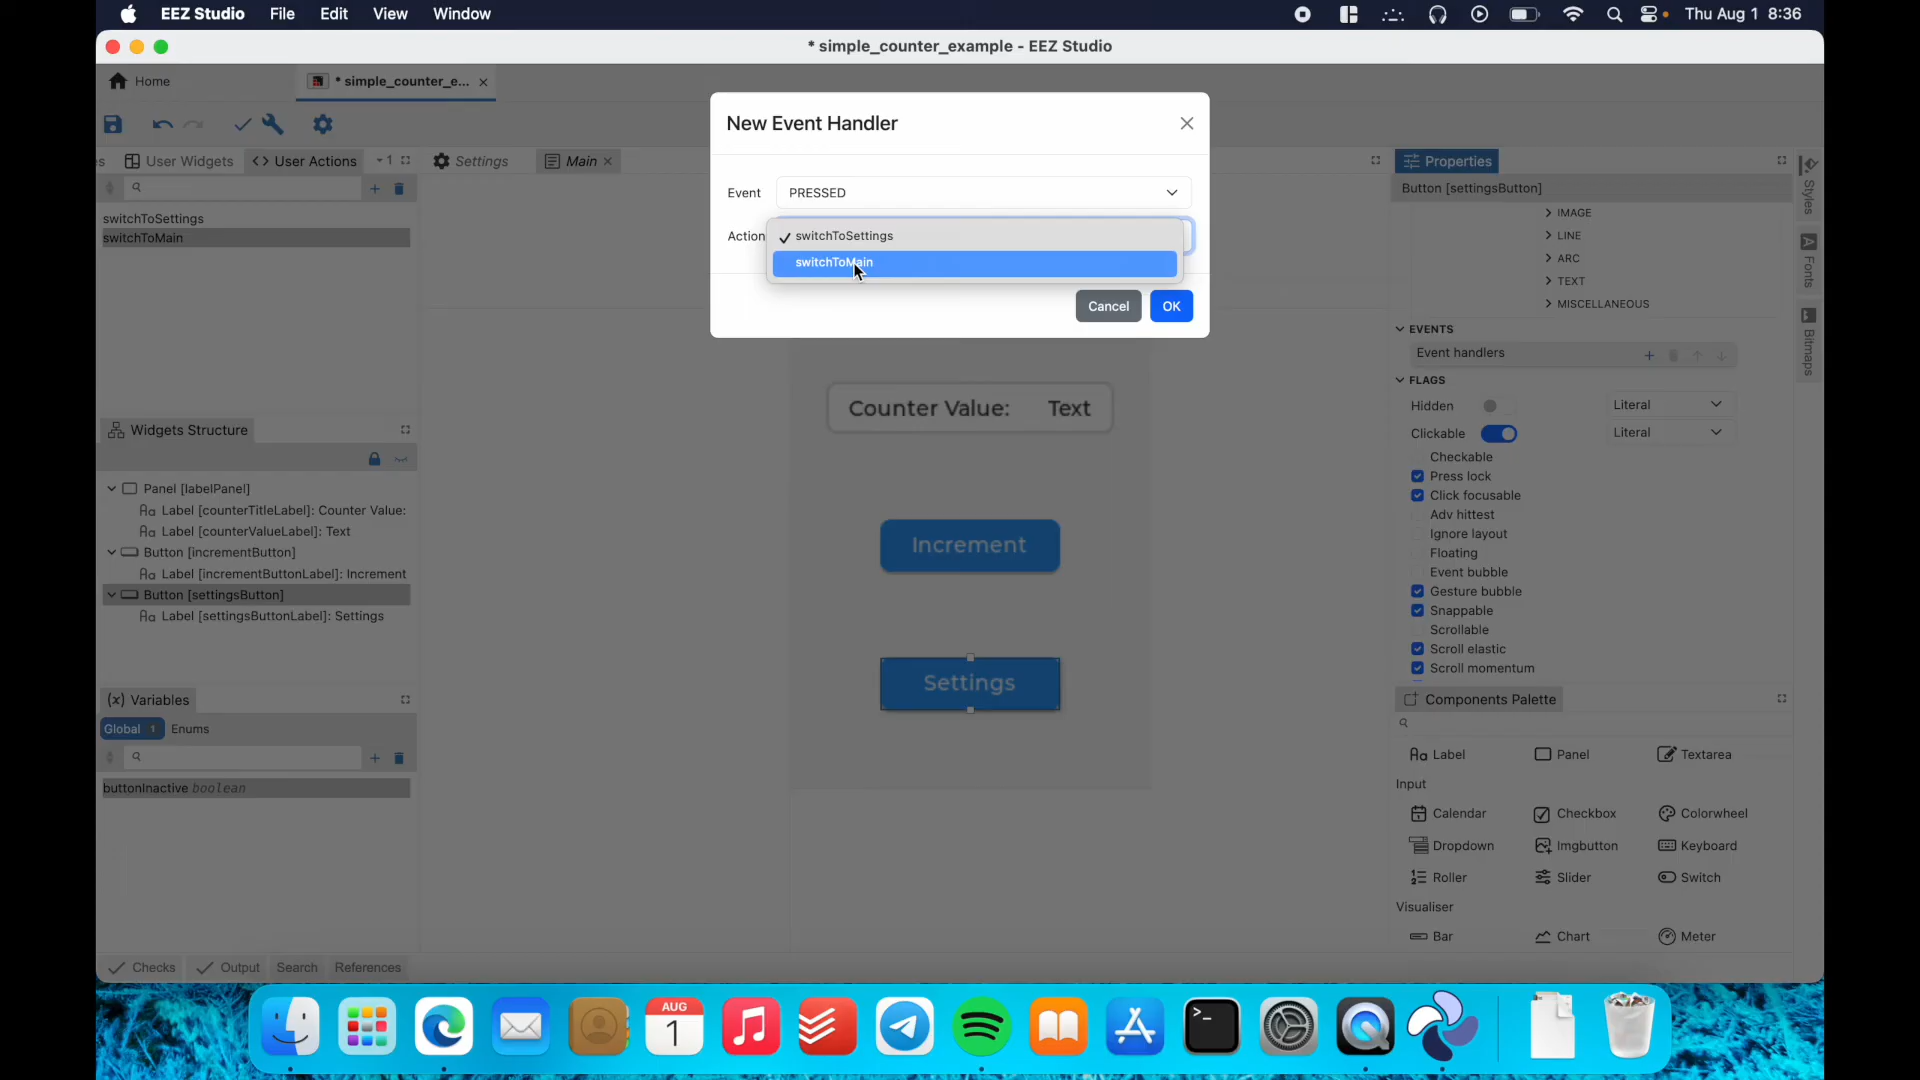 EEZ Studio File Edit View Window Thu Aug 1 8:36
* simple_counter_example - EEZ Studio
Home * simple_counter_e...
New Event Handler
User Widgets <> User Actions 1 Settings Main Properties
Event PRESSED
Button [settingsButton]
Styles
switchToSettings
switchToMain
Action switchToSettings
switchToMain
IMAGE
LINE
ARC
TEXT
MISCELLANEOUS
Fonts
Bitmaps
Cancel OK
EVENTS
Event handlers
FLAGS
Hidden Literal
Clickable Literal
Checkable
Press lock
Click focusable
Adv hittest
Ignore layout
Floating
Event bubble
Gesture bubble
Snappable
Scrollable
Scroll elastic
Scroll momentum
Counter Value: Text
Increment
Settings
Widgets Structure
Panel [labelPanel]
Label [counterTitleLabel]: Counter Value:
Label [counterValueLabel]: Text
Button [incrementButton]
Label [incrementButtonLabel]: Increment
Button [settingsButton]
Label [settingsButtonLabel]: Settings
(x) Variables
Global 1 Enums
buttonInactive boolean
Components Palette
Label Panel Textarea
Input
Calendar Checkbox Colorwheel
Dropdown Imgbutton Keyboard
Roller Slider Switch
Visualiser
Bar Chart Meter
Checks Output Search References
AUG
1